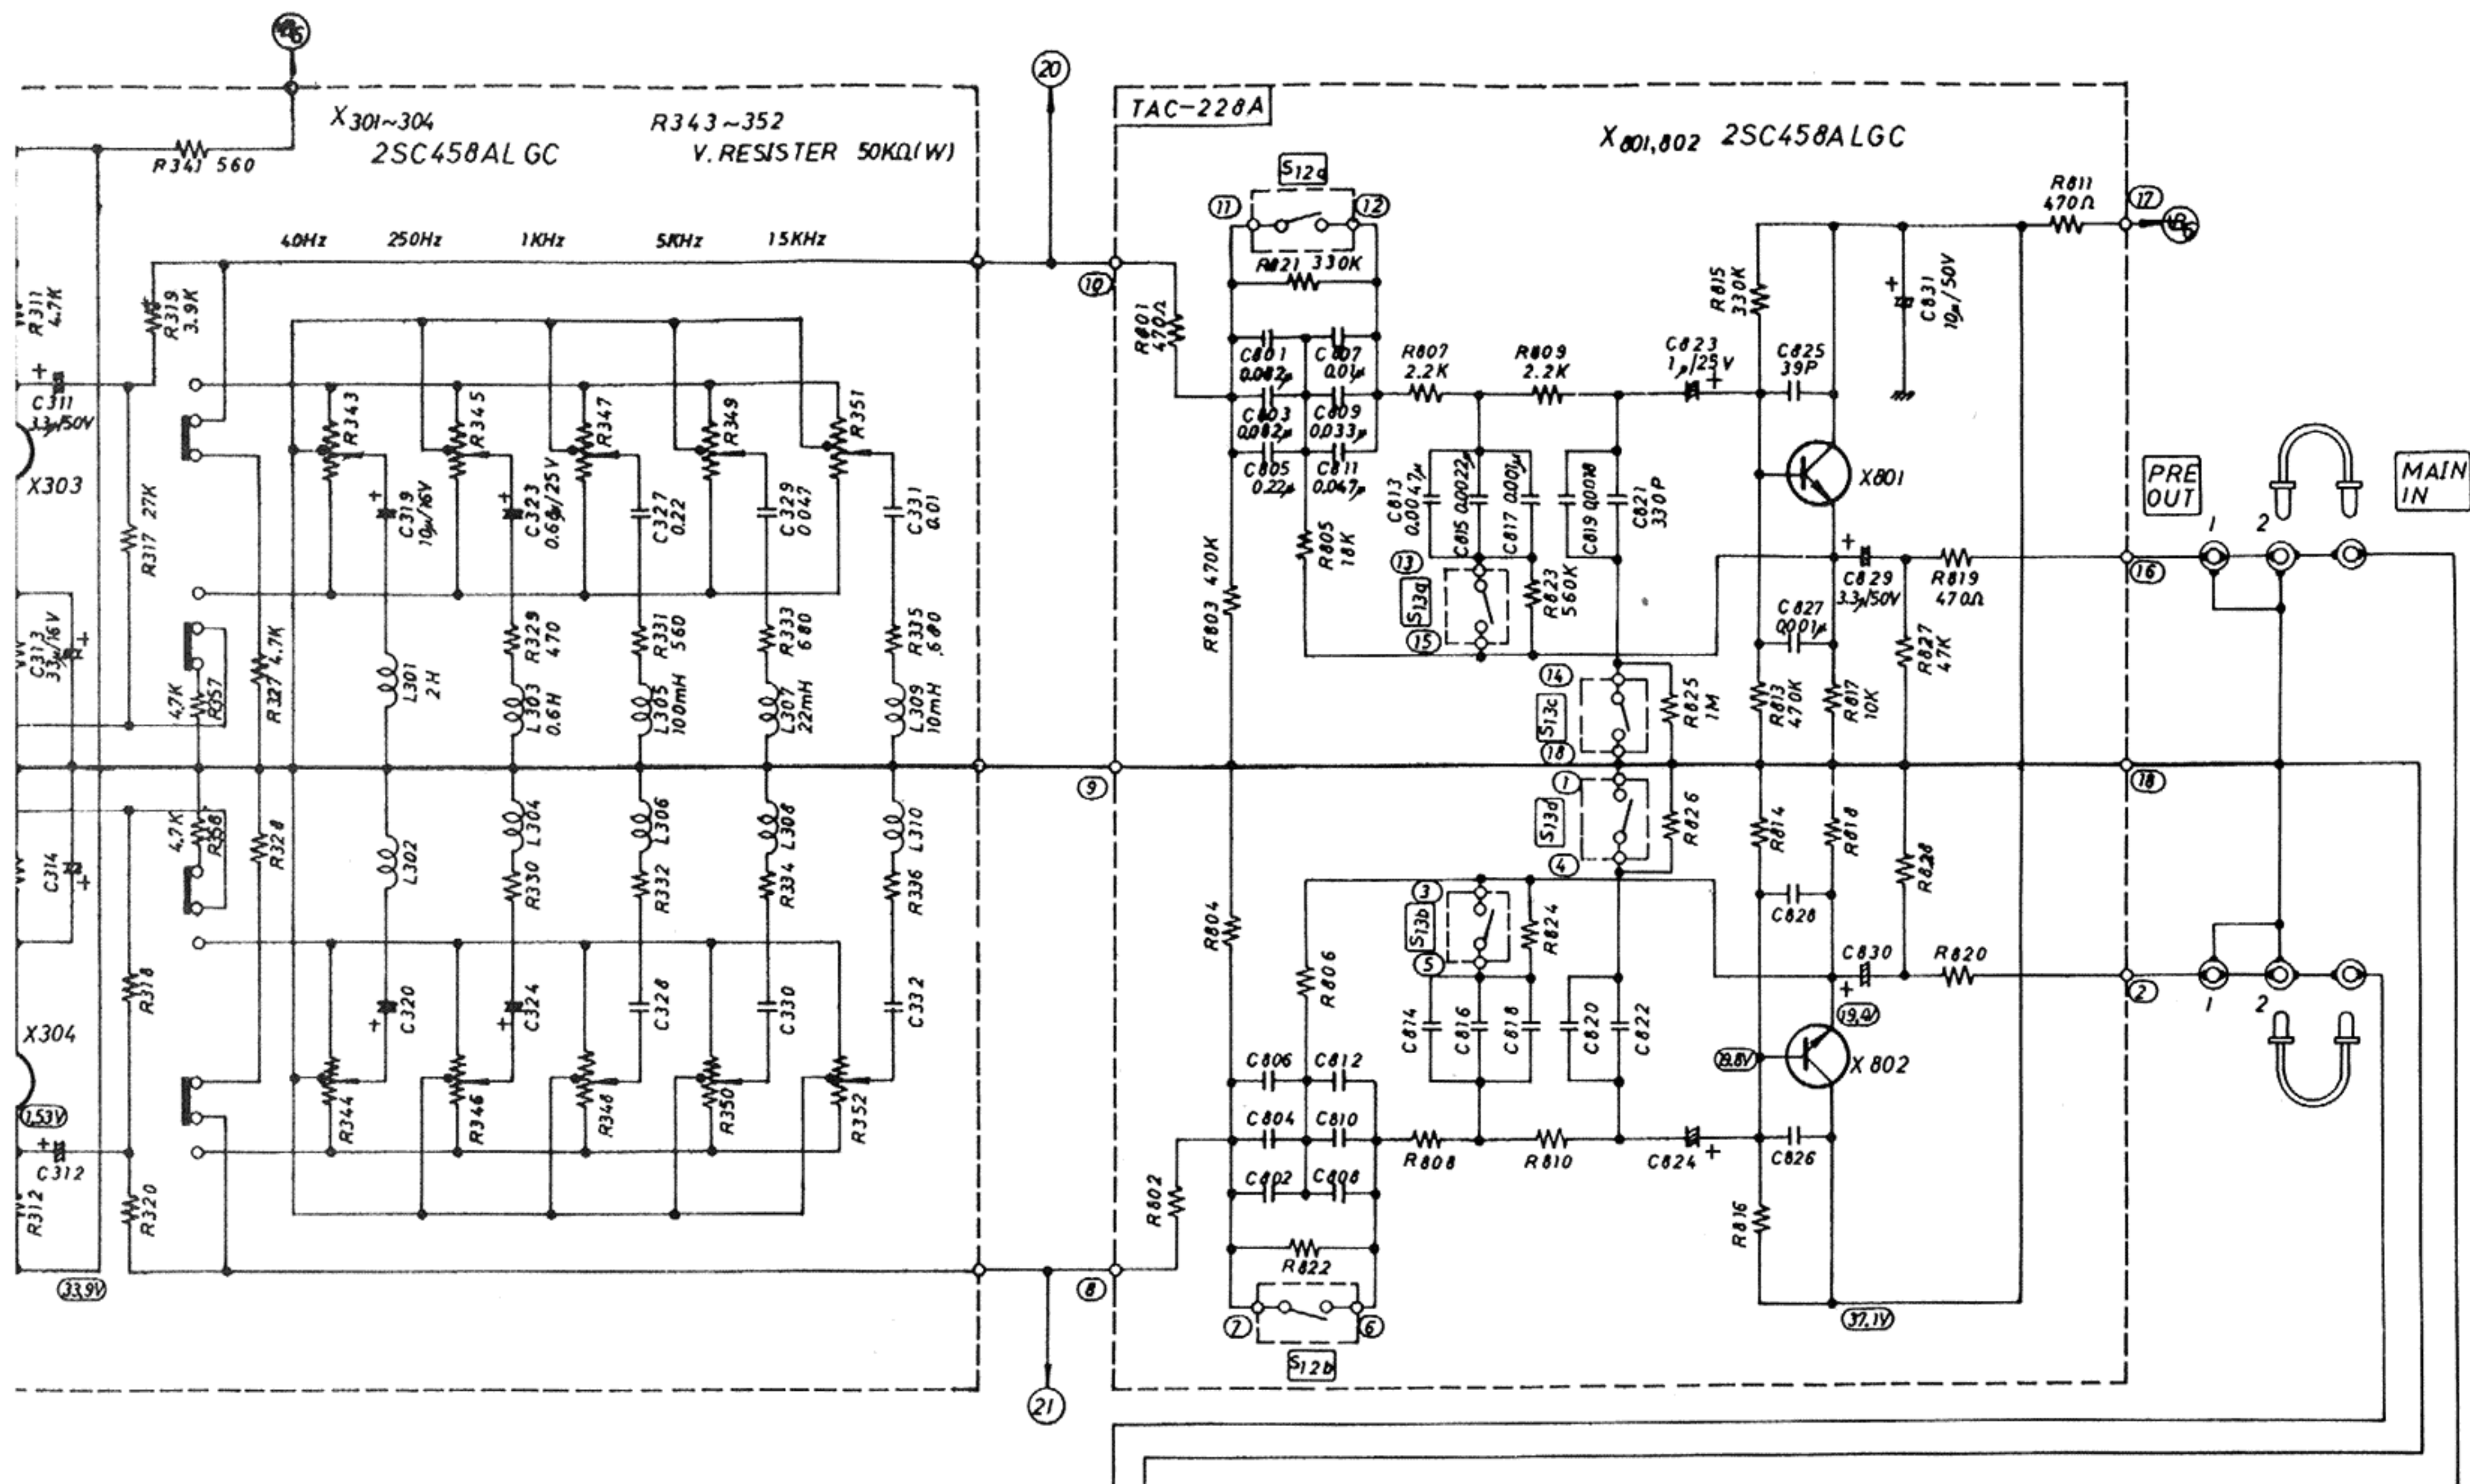 X301~304
2SC458ALGC
R343~352
V. RESISTER 50KΩ(W)
R341 560
40Hz 250Hz 1KHz 5KHz 15KHz
R311
4.7K
R319
3.9K
C311
3.3μ/50V
X303
R317 27K
C313
33μ/16V
4.7K
R357
R327 4.7K
R343
R345
R347
R349
R351
C319
10μ/16V
C323
0.68μ/25V
C327
0.22
C329
0.047
C331
0.01
R329
470
R331
560
R333
680
R335
680
L301
2H
L303
0.6H
L305
100mH
L307
22mH
L309
10mH
C314
4.7K
R358
R328
L302
L304
L306
L308
L310
R330
R332
R334
R336
R318
C320
C324
C328
C330
C332
X304
1,53V
C312
R312
R320
R344
R346
R348
R350
R352
33,9V
20
21
10
9
8
TAC-228A
X801,802 2SC458ALGC
S12a
11
12
R821 330K
R801
470Ω
C801
0.082μ
C807
0.01μ
C803
0.082μ
C809
0.033μ
C805
0.22μ
C811
0.047μ
R807
2.2K
R809
2.2K
C823
1μ/25V
C825
39P
R815
330K
C831
10μ/50V
R811
470Ω
17
X801
R803 470K
R805
18K
C813
0.0047μ
C815 0.0022μ
C817 0.001μ
C819 0.0018
C821
330P
13
S13a
15
R823
560K
14
S13c
18
R825
1M
C829
3.3μ/50V
R819
470Ω
16
C827
0.001μ
R827
47K
R813
470K
R817
10K
18
1
S13d
4
R826
R814
R818
R828
C828
R804
R806
3
S13b
5
R824
C814
C816
C818
C820
C822
C830
R820
2
19,4V
19.8V
X802
C806
C812
C804
C810
C802
C808
R808
R810
C824
C826
R802
R816
R822
7
6
S12b
37.1V
PRE
OUT
MAIN
IN
1
2
1
2